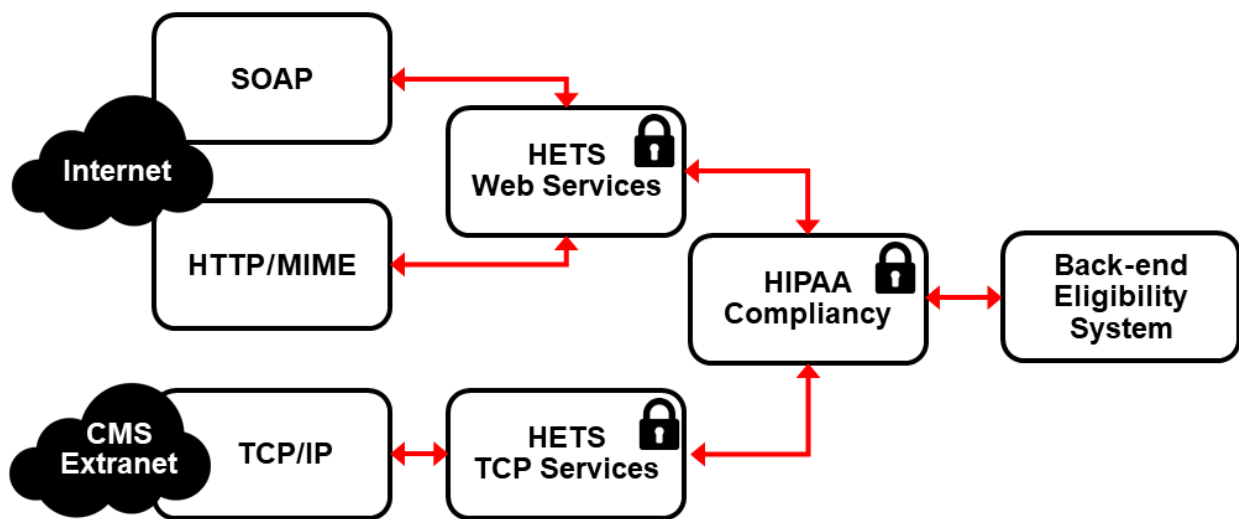 SOAP
Internet
HTTP/MIME
HETS
Web Services
HIPAA
Compliancy
Back-end
Eligibility
System
CMS
Extranet
TCP/IP
HETS
TCP Services